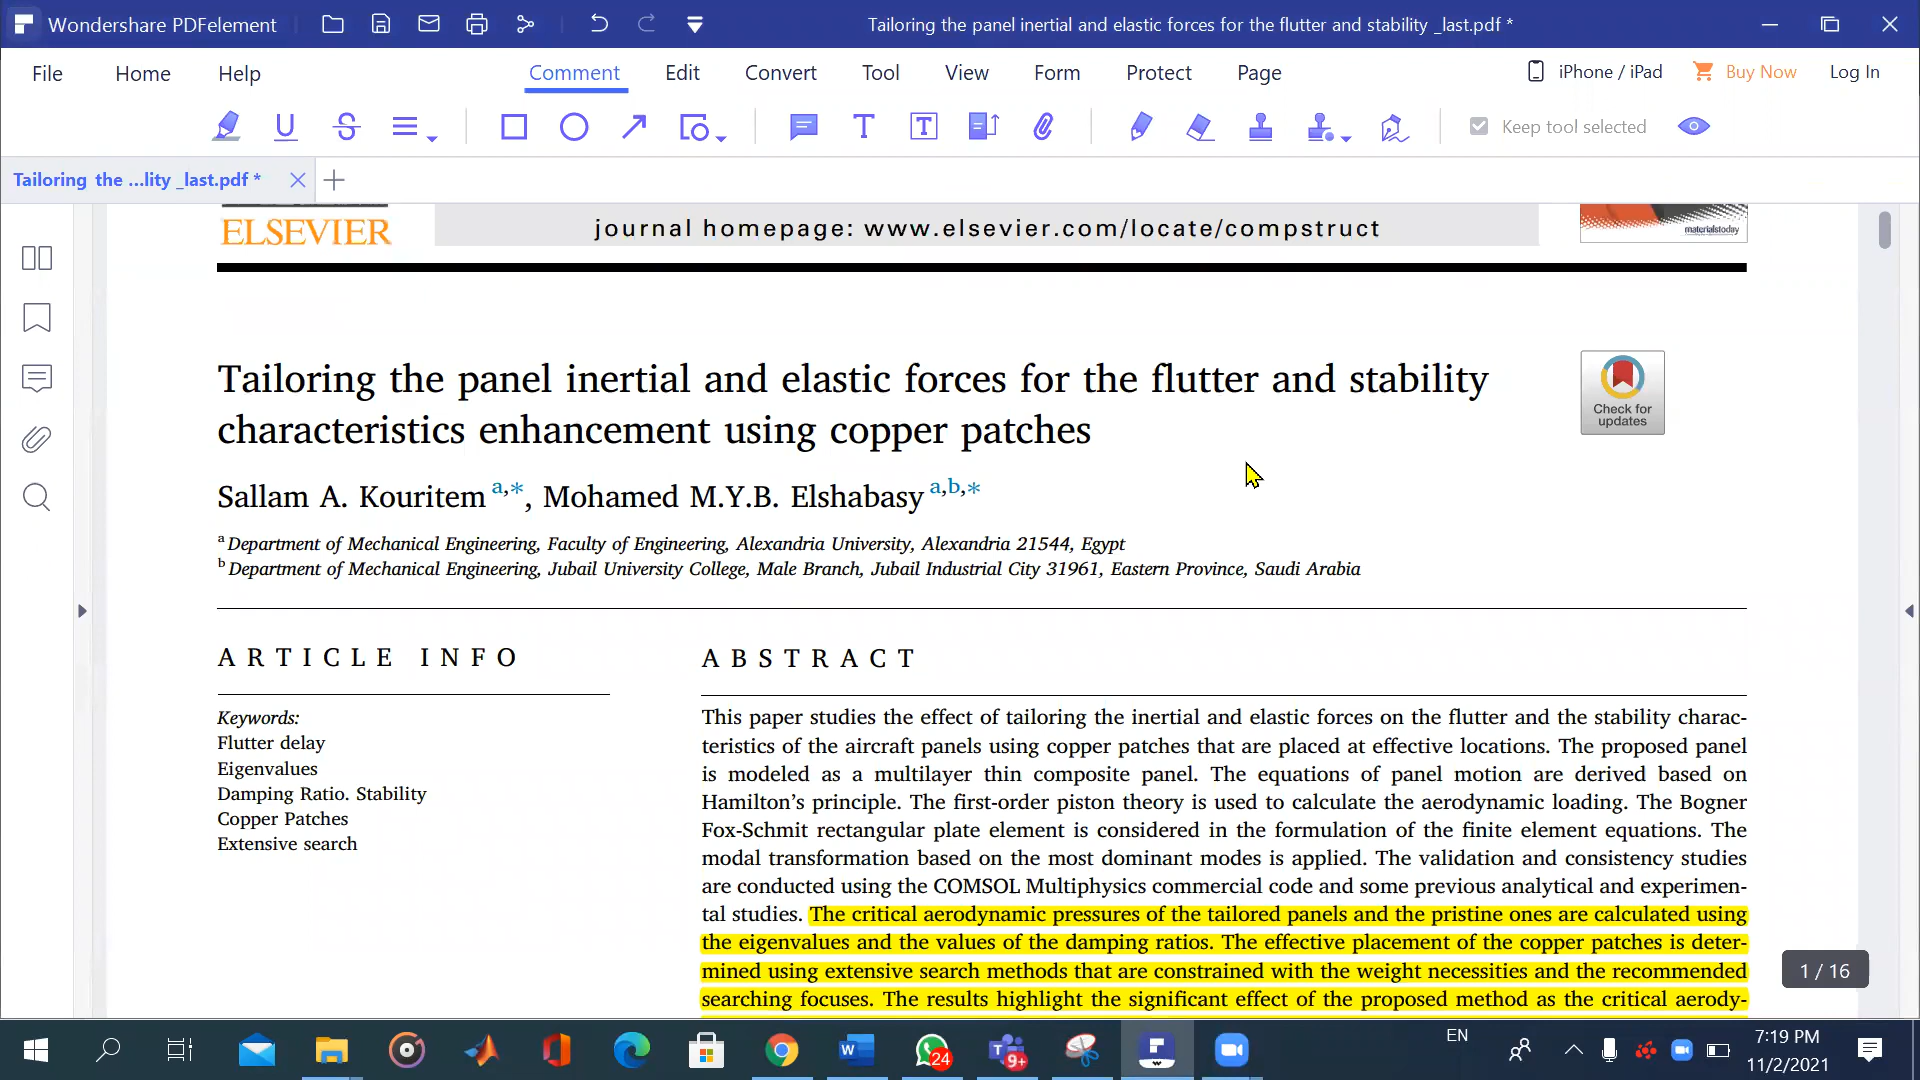 Wondershare PDFelement
Tailoring the panel inertial and elastic forces for the flutter and stability _last.pdf *
File Home Help Comment Edit Convert Tool View Form Protect Page iPhone / iPad Buy Now Log In
Keep tool selected
Tailoring the ...lity _last.pdf *
ELSEVIER
journal homepage: www.elsevier.com/locate/compstruct
materialstoday
Tailoring the panel inertial and elastic forces for the flutter and stability
characteristics enhancement using copper patches
Check for
updates
Sallam A. Kouritem a,*, Mohamed M.Y.B. Elshabasy a,b,*
a Department of Mechanical Engineering, Faculty of Engineering, Alexandria University, Alexandria 21544, Egypt
b Department of Mechanical Engineering, Jubail University College, Male Branch, Jubail Industrial City 31961, Eastern Province, Saudi Arabia
ARTICLE INFO
Keywords:
Flutter delay
Eigenvalues
Damping Ratio. Stability
Copper Patches
Extensive search
ABSTRACT
This paper studies the effect of tailoring the inertial and elastic forces on the flutter and the stability charac-
teristics of the aircraft panels using copper patches that are placed at effective locations. The proposed panel
is modeled as a multilayer thin composite panel. The equations of panel motion are derived based on
Hamilton's principle. The first-order piston theory is used to calculate the aerodynamic loading. The Bogner
Fox-Schmit rectangular plate element is considered in the formulation of the finite element equations. The
modal transformation based on the most dominant modes is applied. The validation and consistency studies
are conducted using the COMSOL Multiphysics commercial code and some previous analytical and experimen-
tal studies. The critical aerodynamic pressures of the tailored panels and the pristine ones are calculated using
the eigenvalues and the values of the damping ratios. The effective placement of the copper patches is deter-
mined using extensive search methods that are constrained with the weight necessities and the recommended
searching focuses. The results highlight the significant effect of the proposed method as the critical aerody-
1 / 16
24
9+
EN
7:19 PM
11/2/2021